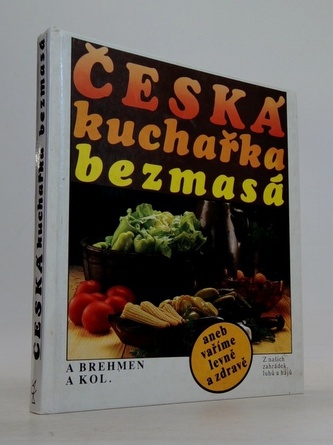 ČESKÁ
kuchařka
bezmasá
aneb
vaříme
levně
a zdravě
Z našich
zahrádek,
luhů a hájů
A BREHMEN
A KOL.
ČESKÁ kuchařka bezmasá